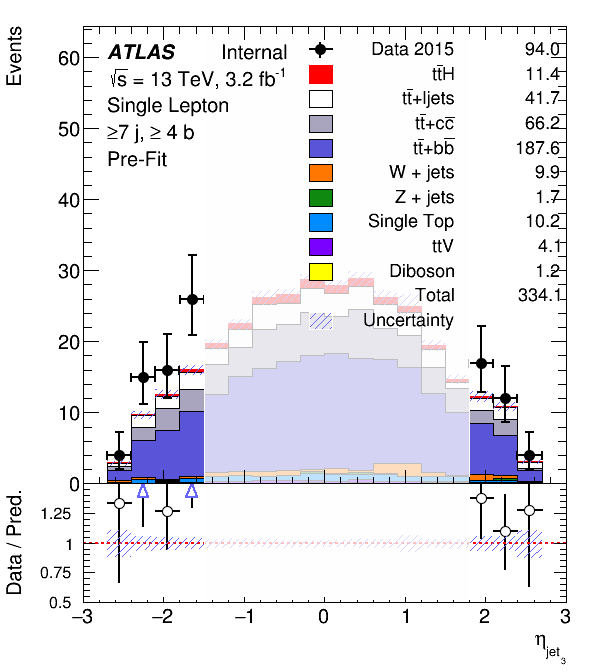 Events
ATLAS Internal
√s = 13 TeV, 3.2 fb⁻¹
Single Lepton
≥7 j, ≥ 4 b
Pre-Fit
Data 2015 94.0
tt̄H 11.4
tt̄+ljets 41.7
tt̄+cc̄ 66.2
tt̄+bb̄ 187.6
W + jets 9.9
Z + jets 1.7
Single Top 10.2
ttV 4.1
Diboson 1.2
Total 334.1
Uncertainty
60
50
40
30
20
10
0
Data / Pred.
1.25
1
0.75
0.5
−3 −2 −1 0 1 2 3
η_jet_3